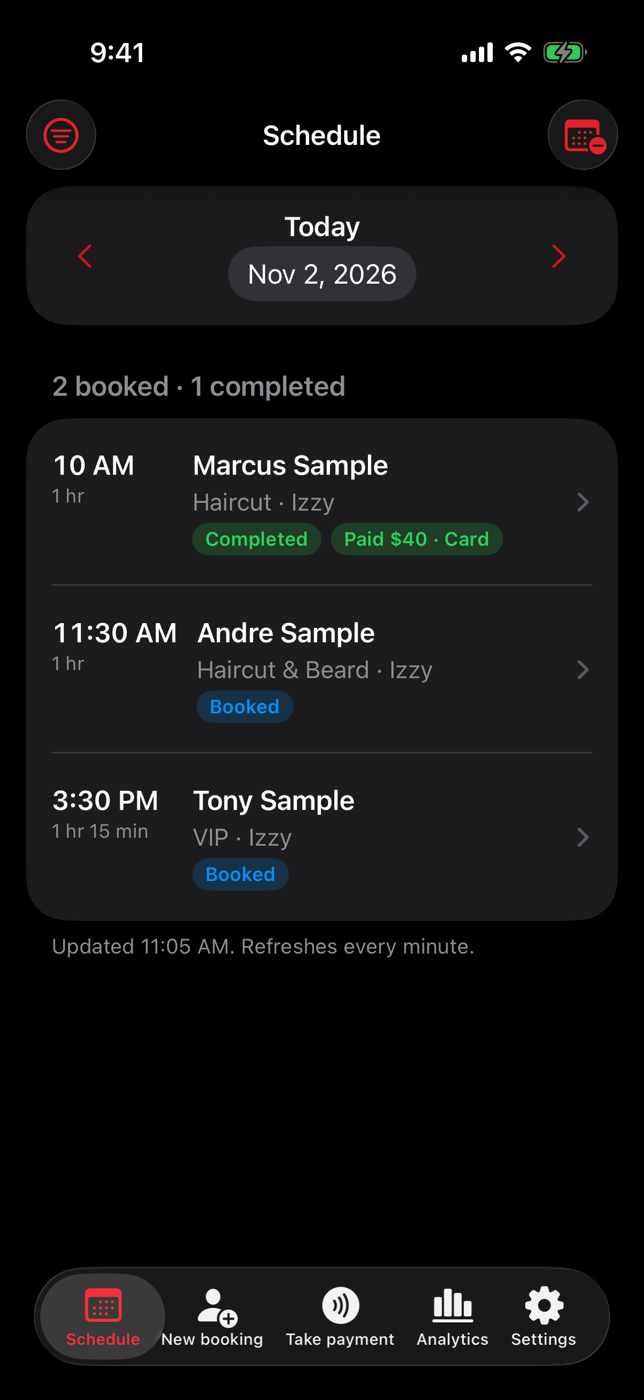 9:41
Schedule
Today
Nov 2, 2026
2 booked · 1 completed
10 AM
1 hr
Marcus Sample
Haircut · Izzy
Completed
Paid $40 · Card
11:30 AM
1 hr
Andre Sample
Haircut & Beard · Izzy
Booked
3:30 PM
1 hr 15 min
Tony Sample
VIP · Izzy
Booked
Updated 11:05 AM. Refreshes every minute.
Schedule
New booking
Take payment
Analytics
Settings